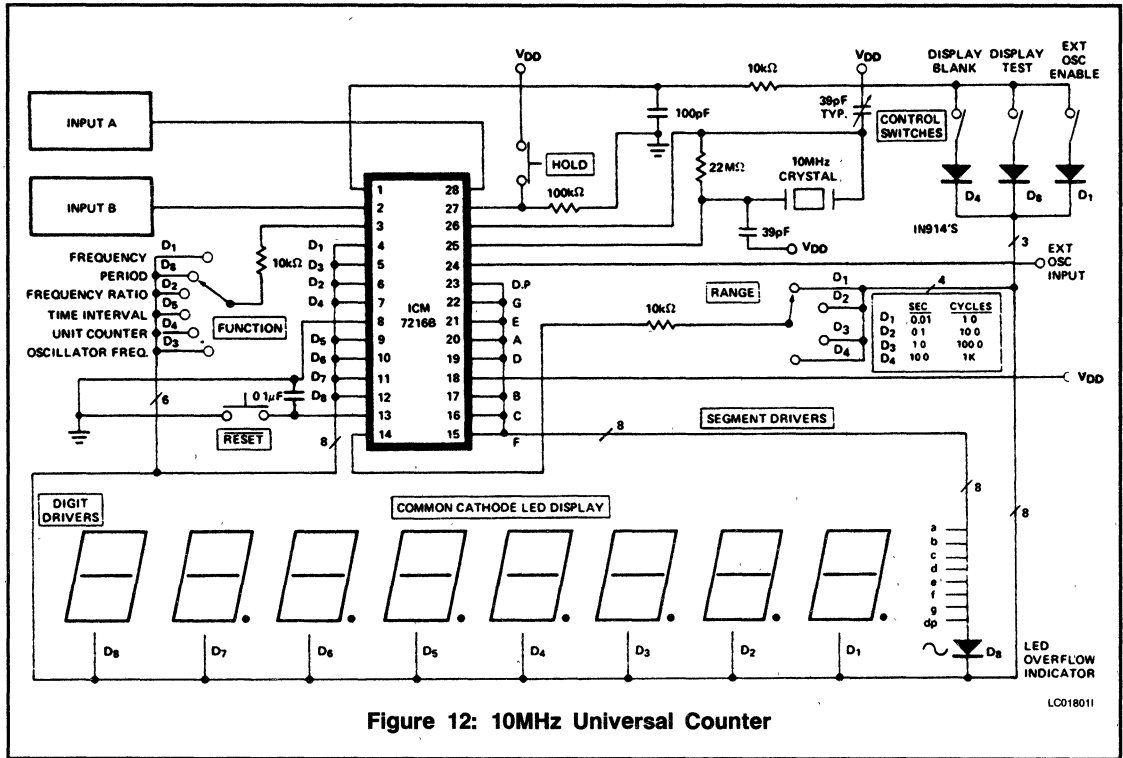 VDD
VDD
DISPLAY BLANK
DISPLAY TEST
EXT OSC ENABLE
10kΩ
39pF TYP.
100pF
CONTROL SWITCHES
INPUT A
HOLD
22MΩ
10MHz CRYSTAL
INPUT B
100kΩ
D4
D8
D1
IN914'S
39pF
VDD
3
EXT OSC INPUT
1
2
3
4
5
6
7
8
9
10
11
12
13
14
28
27
26
25
24
23
22
21
20
19
18
17
16
15
ICM 7216B
FREQUENCY D1
PERIOD D8
FREQUENCY RATIO D2
TIME INTERVAL D5
UNIT COUNTER D4
OSCILLATOR FREQ. D3
10kΩ
FUNCTION
D1
D3
D2
D4
D5
D6
D7
D8
D.P
G
E
A
D
B
C
F
RANGE
10kΩ
D1
D2
D3
D4
4
SEC CYCLES
D1 0.01 1 0
D2 0 1 10 0
D3 1 0 100 0
D4 10 0 1K
VDD
6
0 1µF
RESET
8
SEGMENT DRIVERS
8
8
8
DIGIT DRIVERS
COMMON CATHODE LED DISPLAY
a
b
c
d
e
f
g
dp
D8 D7 D6 D5 D4 D3 D2 D1
D8
LED OVERFLOW INDICATOR
LC01801I
Figure 12: 10MHz Universal Counter